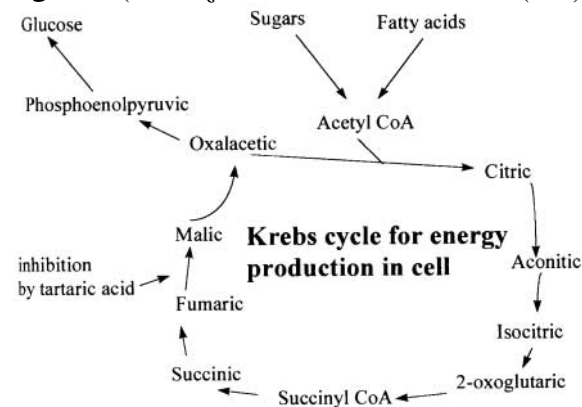 Glucose
Sugars
Fatty acids
Phosphoenolpyruvic
Acetyl CoA
Oxalacetic
Citric
Malic
Krebs cycle for energy
production in cell
inhibition
by tartaric acid
Aconitic
Fumaric
Isocitric
Succinic
2-oxoglutaric
Succinyl CoA